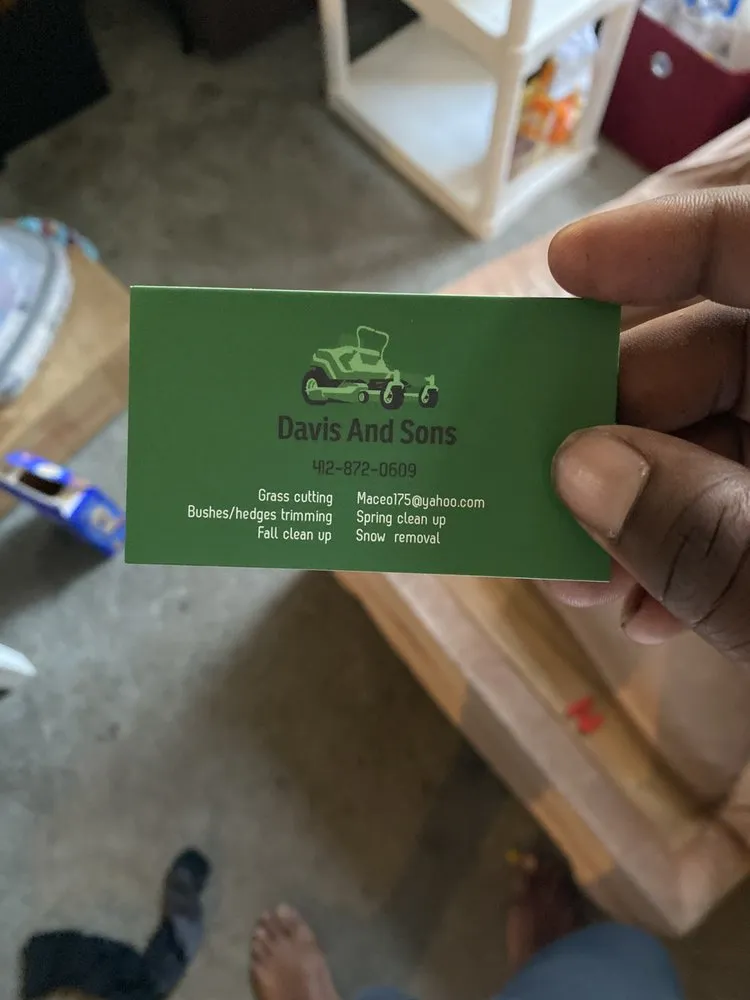 Davis And Sons
412-872-0609
Grass cutting Maceo175@yahoo.com
Bushes/hedges trimming Spring clean up
Fall clean up Snow removal